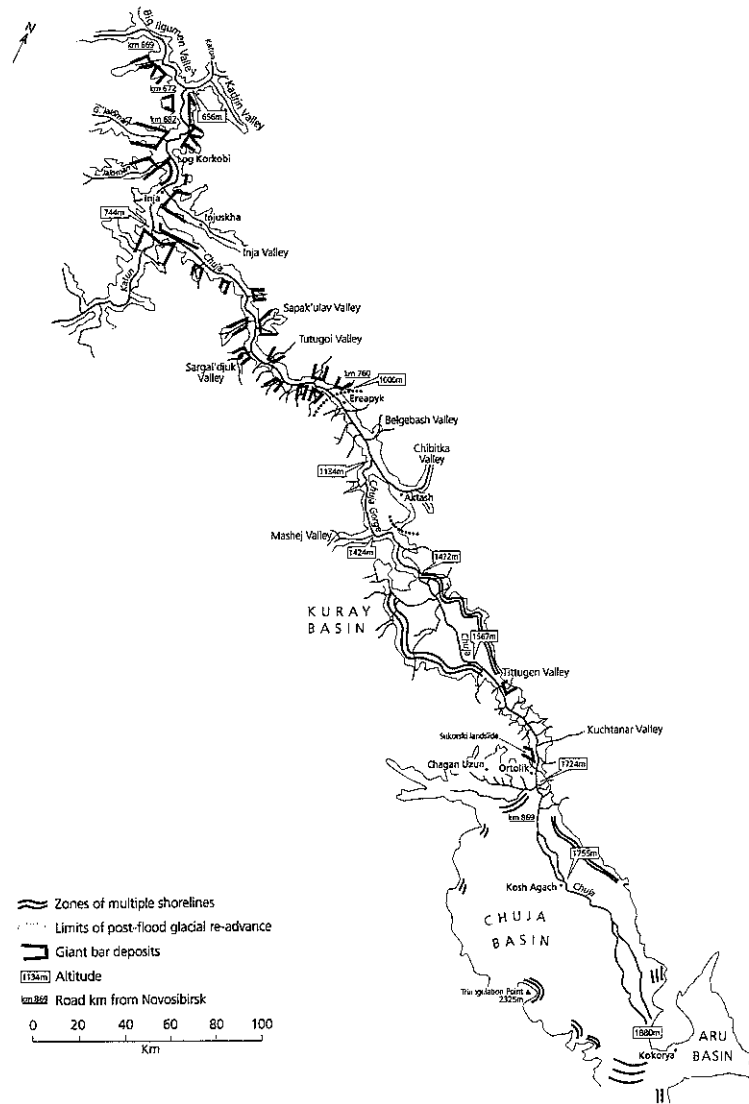 N
Big Ilgumen Valley
km 669
Katun
Kadrin Valley
km 672
656m
km 682
Log Korkobi
Inja
744m
Injuskha
Inja Valley
Chuja
Katun
Sapak'ulav Valley
Tutugoi Valley
Sargal'djuk
Valley
km 760
Ereapyk
Belgebash Valley
Chibitka
Valley
1134m
Aktash
Chuja Gorge
Mashej Valley
1424m
KURAY
BASIN
Chuja
1567m
Tittugen Valley
Kuchtanar Valley
Sukorski landslide
Chagan Uzun
Ortolik
1724m
km 869
1755m
Kosh Agach
Chuja
CHUJA
BASIN
Triangulation Point
2325m
1880m
Kokorya
ARU
BASIN
Zones of multiple shorelines
Limits of post-flood glacial re-advance
Giant bar deposits
1134m Altitude
km 869 Road km from Novosibirsk
0 20 40 60 80 100
Km